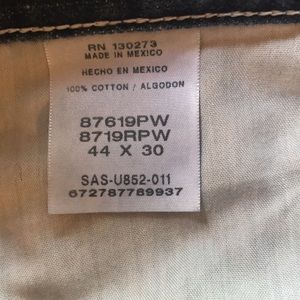 RN 130273
MADE IN MEXICO
HECHO EN MEXICO
100% COTTON / ALGODON
87619PW
8719RPW
44 X 30
SAS-U852-011
672787789937